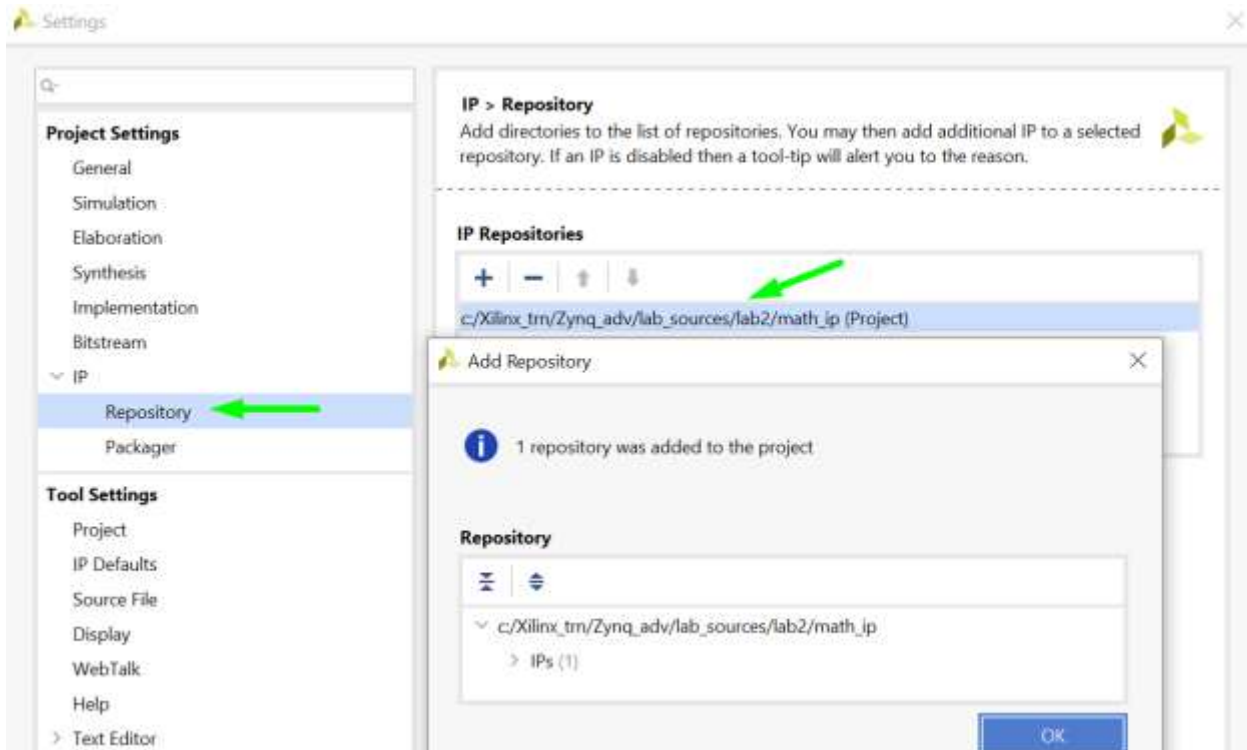 Settings
Project Settings
General
Simulation
Elaboration
Synthesis
Implementation
Bitstream
IP
Repository
Packager
Tool Settings
Project
IP Defaults
Source File
Display
WebTalk
Help
Text Editor
IP > Repository
Add directories to the list of repositories. You may then add additional IP to a selected
repository. If an IP is disabled then a tool-tip will alert you to the reason.
IP Repositories
c:/Xilinx_trn/Zynq_adv/lab_sources/lab2/math_ip (Project)
Add Repository
1 repository was added to the project
Repository
c:/Xilinx_trn/Zynq_adv/lab_sources/lab2/math_ip
IPs (1)
OK